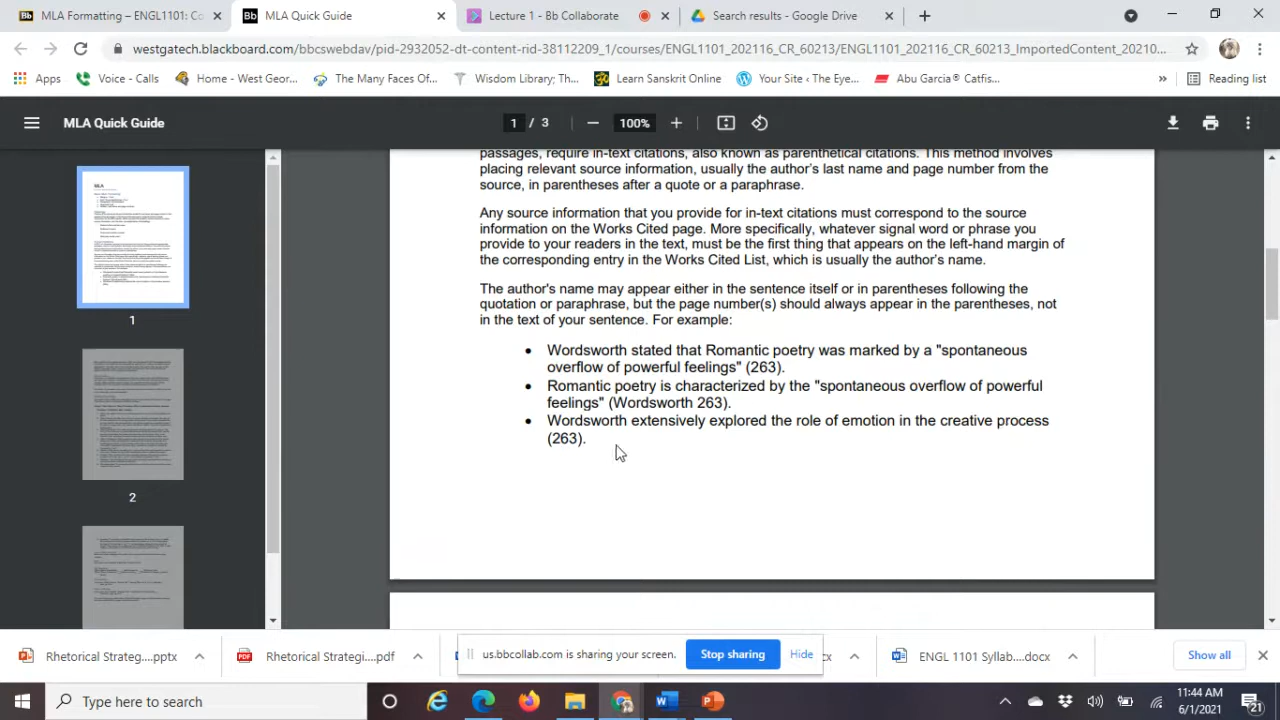 MLA Formatting – ENGL1101: Co
MLA Quick Guide
Lecture 1 - Bb Collaborate
Search results - Google Drive
westgatech.blackboard.com/bbcswebdav/pid-2932052-dt-content-rid-38112209_1/courses/ENGL1101_202116_CR_60213/ENGL1101_202116_CR_60213_ImportedContent_20210...
Apps
Voice - Calls
Home - West Geor...
The Many Faces Of...
Wisdom Library; Th...
Learn Sanskrit Onlin...
Your Site ‹ The Eye...
Abu Garcia® Catfis...
»
Reading list
MLA Quick Guide
1 / 3
100%
passages, require in-text citations, also known as parenthetical citations. This method involves
placing relevant source information, usually the author's last name and page number from the
source, in parentheses after a quote or a paraphrase.
Any source information that you provide for in-text citations must correspond to the source
information on the Works Cited page. More specifically, whatever signal word or phrase you
provide to your readers in the text, must be the first thing that appears on the left-hand margin of
the corresponding entry in the Works Cited List, which is usually the author's name.
The author's name may appear either in the sentence itself or in parentheses following the
quotation or paraphrase, but the page number(s) should always appear in the parentheses, not
in the text of your sentence. For example:
• Wordsworth stated that Romantic poetry was marked by a "spontaneous
overflow of powerful feelings" (263).
• Romantic poetry is characterized by the "spontaneous overflow of powerful
feelings" (Wordsworth 263).
• Wordsworth extensively explored the role of emotion in the creative process
(263).
MLA
1
2
Rhetorical Strateg....pptx
Rhetorical Strategi....pdf
us.bbcollab.com is sharing your screen.
Stop sharing
Hide
ENGL 1101 Syllab....docx
Show all
Type here to search
11:44 AM
6/1/2021
21